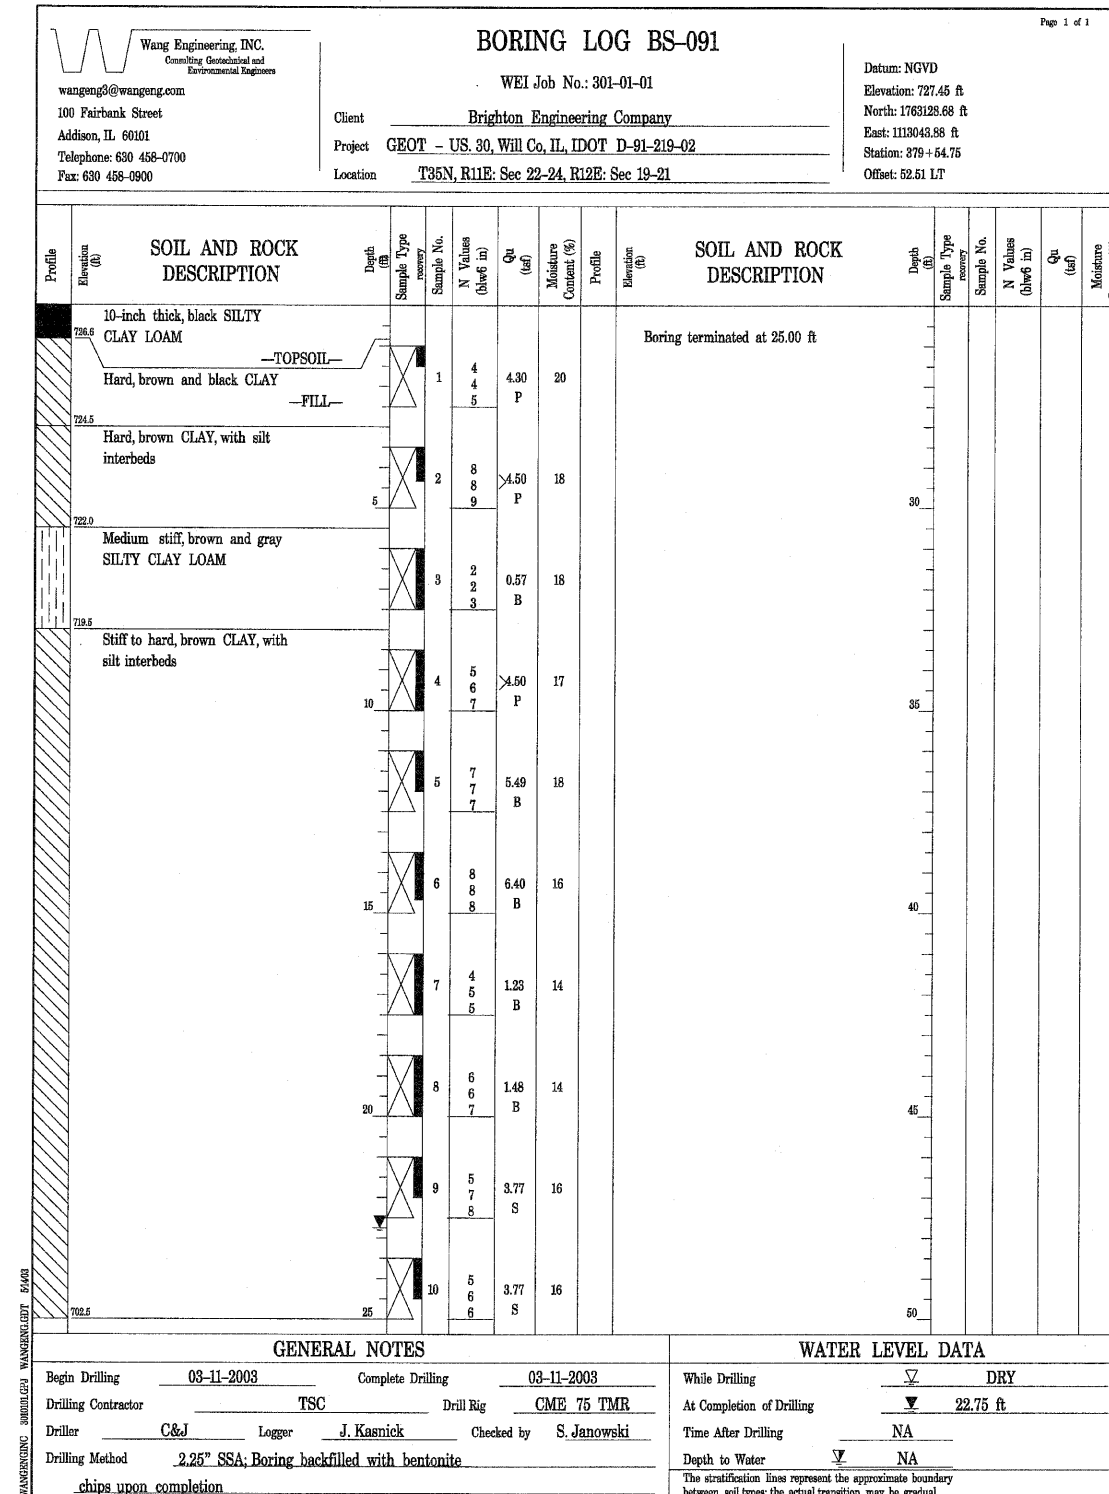 Page 1 of 1
Wang Engineering, INC.
Consulting Geotechnical and
Environmental Engineers
wangeng3@wangeng.com
100 Fairbank Street
Addison, IL 60101
Telephone: 630 458-0700
Fax: 630 458-0900
BORING LOG BS-091
WEI Job No.: 301-01-01
Client Brighton Engineering Company
Project GEOT - US. 30, Will Co, IL, IDOT D-91-219-02
Location T35N, R11E: Sec 22-24, R12E: Sec 19-21
Datum: NGVD
Elevation: 727.45 ft
North: 1763128.68 ft
East: 1113043.88 ft
Station: 379+54.75
Offset: 52.51 LT
Profile
Elevation (ft)
SOIL AND ROCK
DESCRIPTION
Depth (ft)
Sample Type
recovery
Sample No.
N Values (blw/6 in)
Qu (tsf)
Moisture Content (%)
Profile
Elevation (ft)
SOIL AND ROCK
DESCRIPTION
Depth (ft)
Sample Type
recovery
Sample No.
N Values (blw/6 in)
Qu (tsf)
Moisture
10-inch thick, black SILTY
726.6 CLAY LOAM
--TOPSOIL--
Hard, brown and black CLAY
--FILL--
1 4 4 5 4.30 P 20
724.5
Hard, brown CLAY, with silt
interbeds
5 2 8 8 9 >4.50 P 18
722.0
Medium stiff, brown and gray
SILTY CLAY LOAM
3 2 2 3 0.57 B 18
719.5
Stiff to hard, brown CLAY, with
silt interbeds
10 4 5 6 7 >4.50 P 17
5 7 7 7 5.49 B 18
15 6 8 8 8 6.40 B 16
7 4 5 5 1.23 B 14
20 8 6 6 7 1.48 B 14
9 5 7 8 3.77 S 16
702.5 25 10 5 6 6 3.77 S 16
Boring terminated at 25.00 ft
30
35
40
45
50
GENERAL NOTES
Begin Drilling 03-11-2003 Complete Drilling 03-11-2003
Drilling Contractor TSC Drill Rig CME 75 TMR
Driller C&J Logger J. Kasnick Checked by S. Janowski
Drilling Method 2.25" SSA; Boring backfilled with bentonite
chips upon completion
WATER LEVEL DATA
While Drilling DRY
At Completion of Drilling 22.75 ft
Time After Drilling NA
Depth to Water NA
The stratification lines represent the approximate boundary
between soil types; the actual transition may be gradual.
WANGENGINC 3010101.GPJ WANGENG.GDT 5/14/03